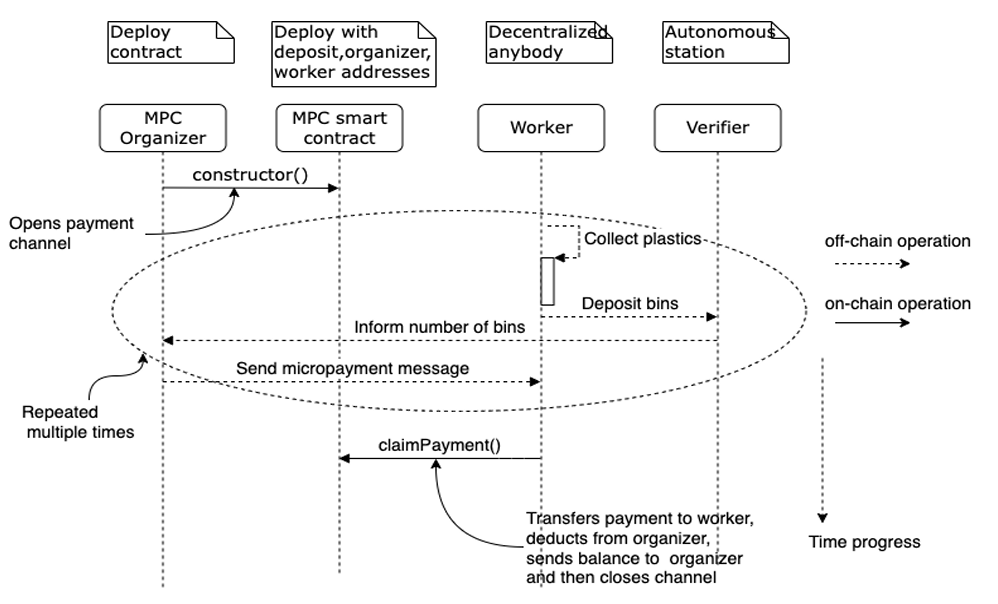 Deploy
contract
Deploy with
deposit,organizer,
worker addresses
Decentralized
anybody
Autonomous
station
MPC
Organizer
MPC smart
contract
Worker
Verifier
constructor()
Opens payment
channel
Collect plastics
off-chain operation
Deposit bins
on-chain operation
Inform number of bins
Send micropayment message
Repeated
multiple times
claimPayment()
Transfers payment to worker,
deducts from organizer,
sends balance to organizer
and then closes channel
Time progress